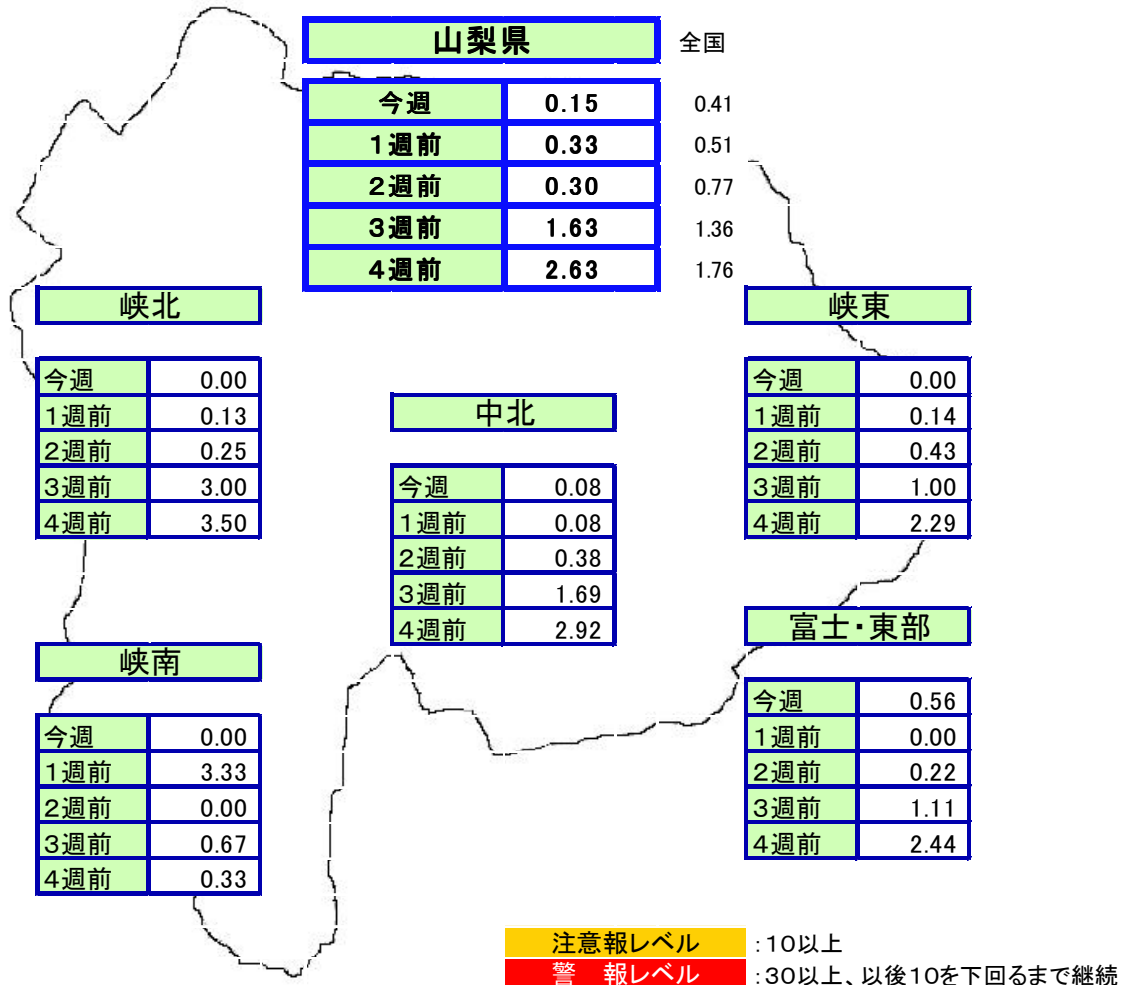 山梨県 全国
今週 0.15 0.41
1週前 0.33 0.51
2週前 0.30 0.77
3週前 1.63 1.36
4週前 2.63 1.76
峡北
今週 0.00
1週前 0.13
2週前 0.25
3週前 3.00
4週前 3.50
中北
今週 0.08
1週前 0.08
2週前 0.38
3週前 1.69
4週前 2.92
峡東
今週 0.00
1週前 0.14
2週前 0.43
3週前 1.00
4週前 2.29
峡南
今週 0.00
1週前 3.33
2週前 0.00
3週前 0.67
4週前 0.33
富士・東部
今週 0.56
1週前 0.00
2週前 0.22
3週前 1.11
4週前 2.44
注意報レベル :10以上
警 報レベル :30以上、以後10を下回るまで継続